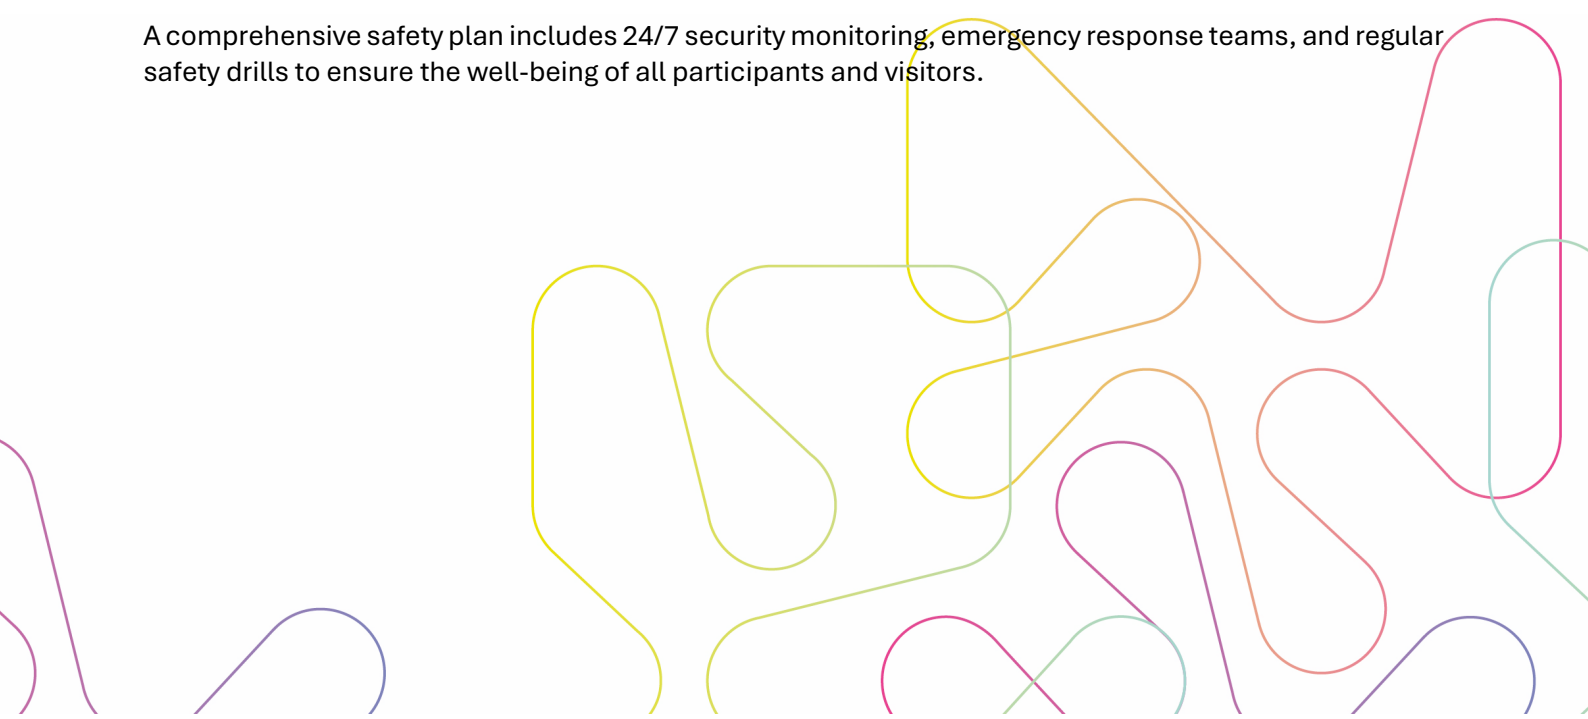 A comprehensive safety plan includes 24/7 security monitoring, emergency response teams, and regular
safety drills to ensure the well-being of all participants and visitors.